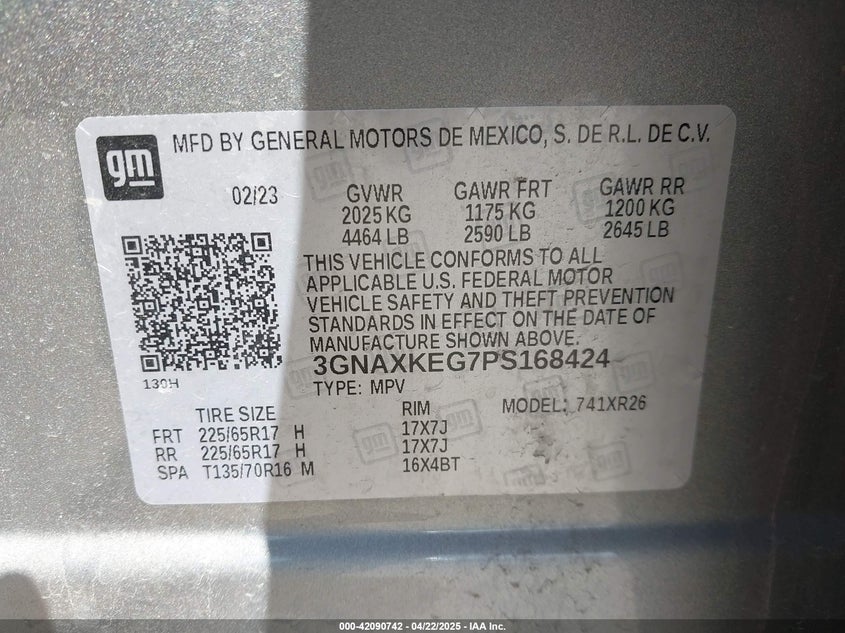 gm
MFD BY GENERAL MOTORS DE MEXICO, S. DE R.L. DE C.V.
02/23 GVWR GAWR FRT GAWR RR
2025 KG 1175 KG 1200 KG
4464 LB 2590 LB 2645 LB
THIS VEHICLE CONFORMS TO ALL
APPLICABLE U.S. FEDERAL MOTOR
VEHICLE SAFETY AND THEFT PREVENTION
STANDARDS IN EFFECT ON THE DATE OF
MANUFACTURE SHOWN ABOVE.
3GNAXKEG7PS168424
130H
TYPE: MPV
TIRE SIZE RIM MODEL: 741XR26
FRT 225/65R17 H 17X7J
RR 225/65R17 H 17X7J
SPA T135/70R16 M 16X4BT
000-42090742 - 04/22/2025 - IAA Inc.